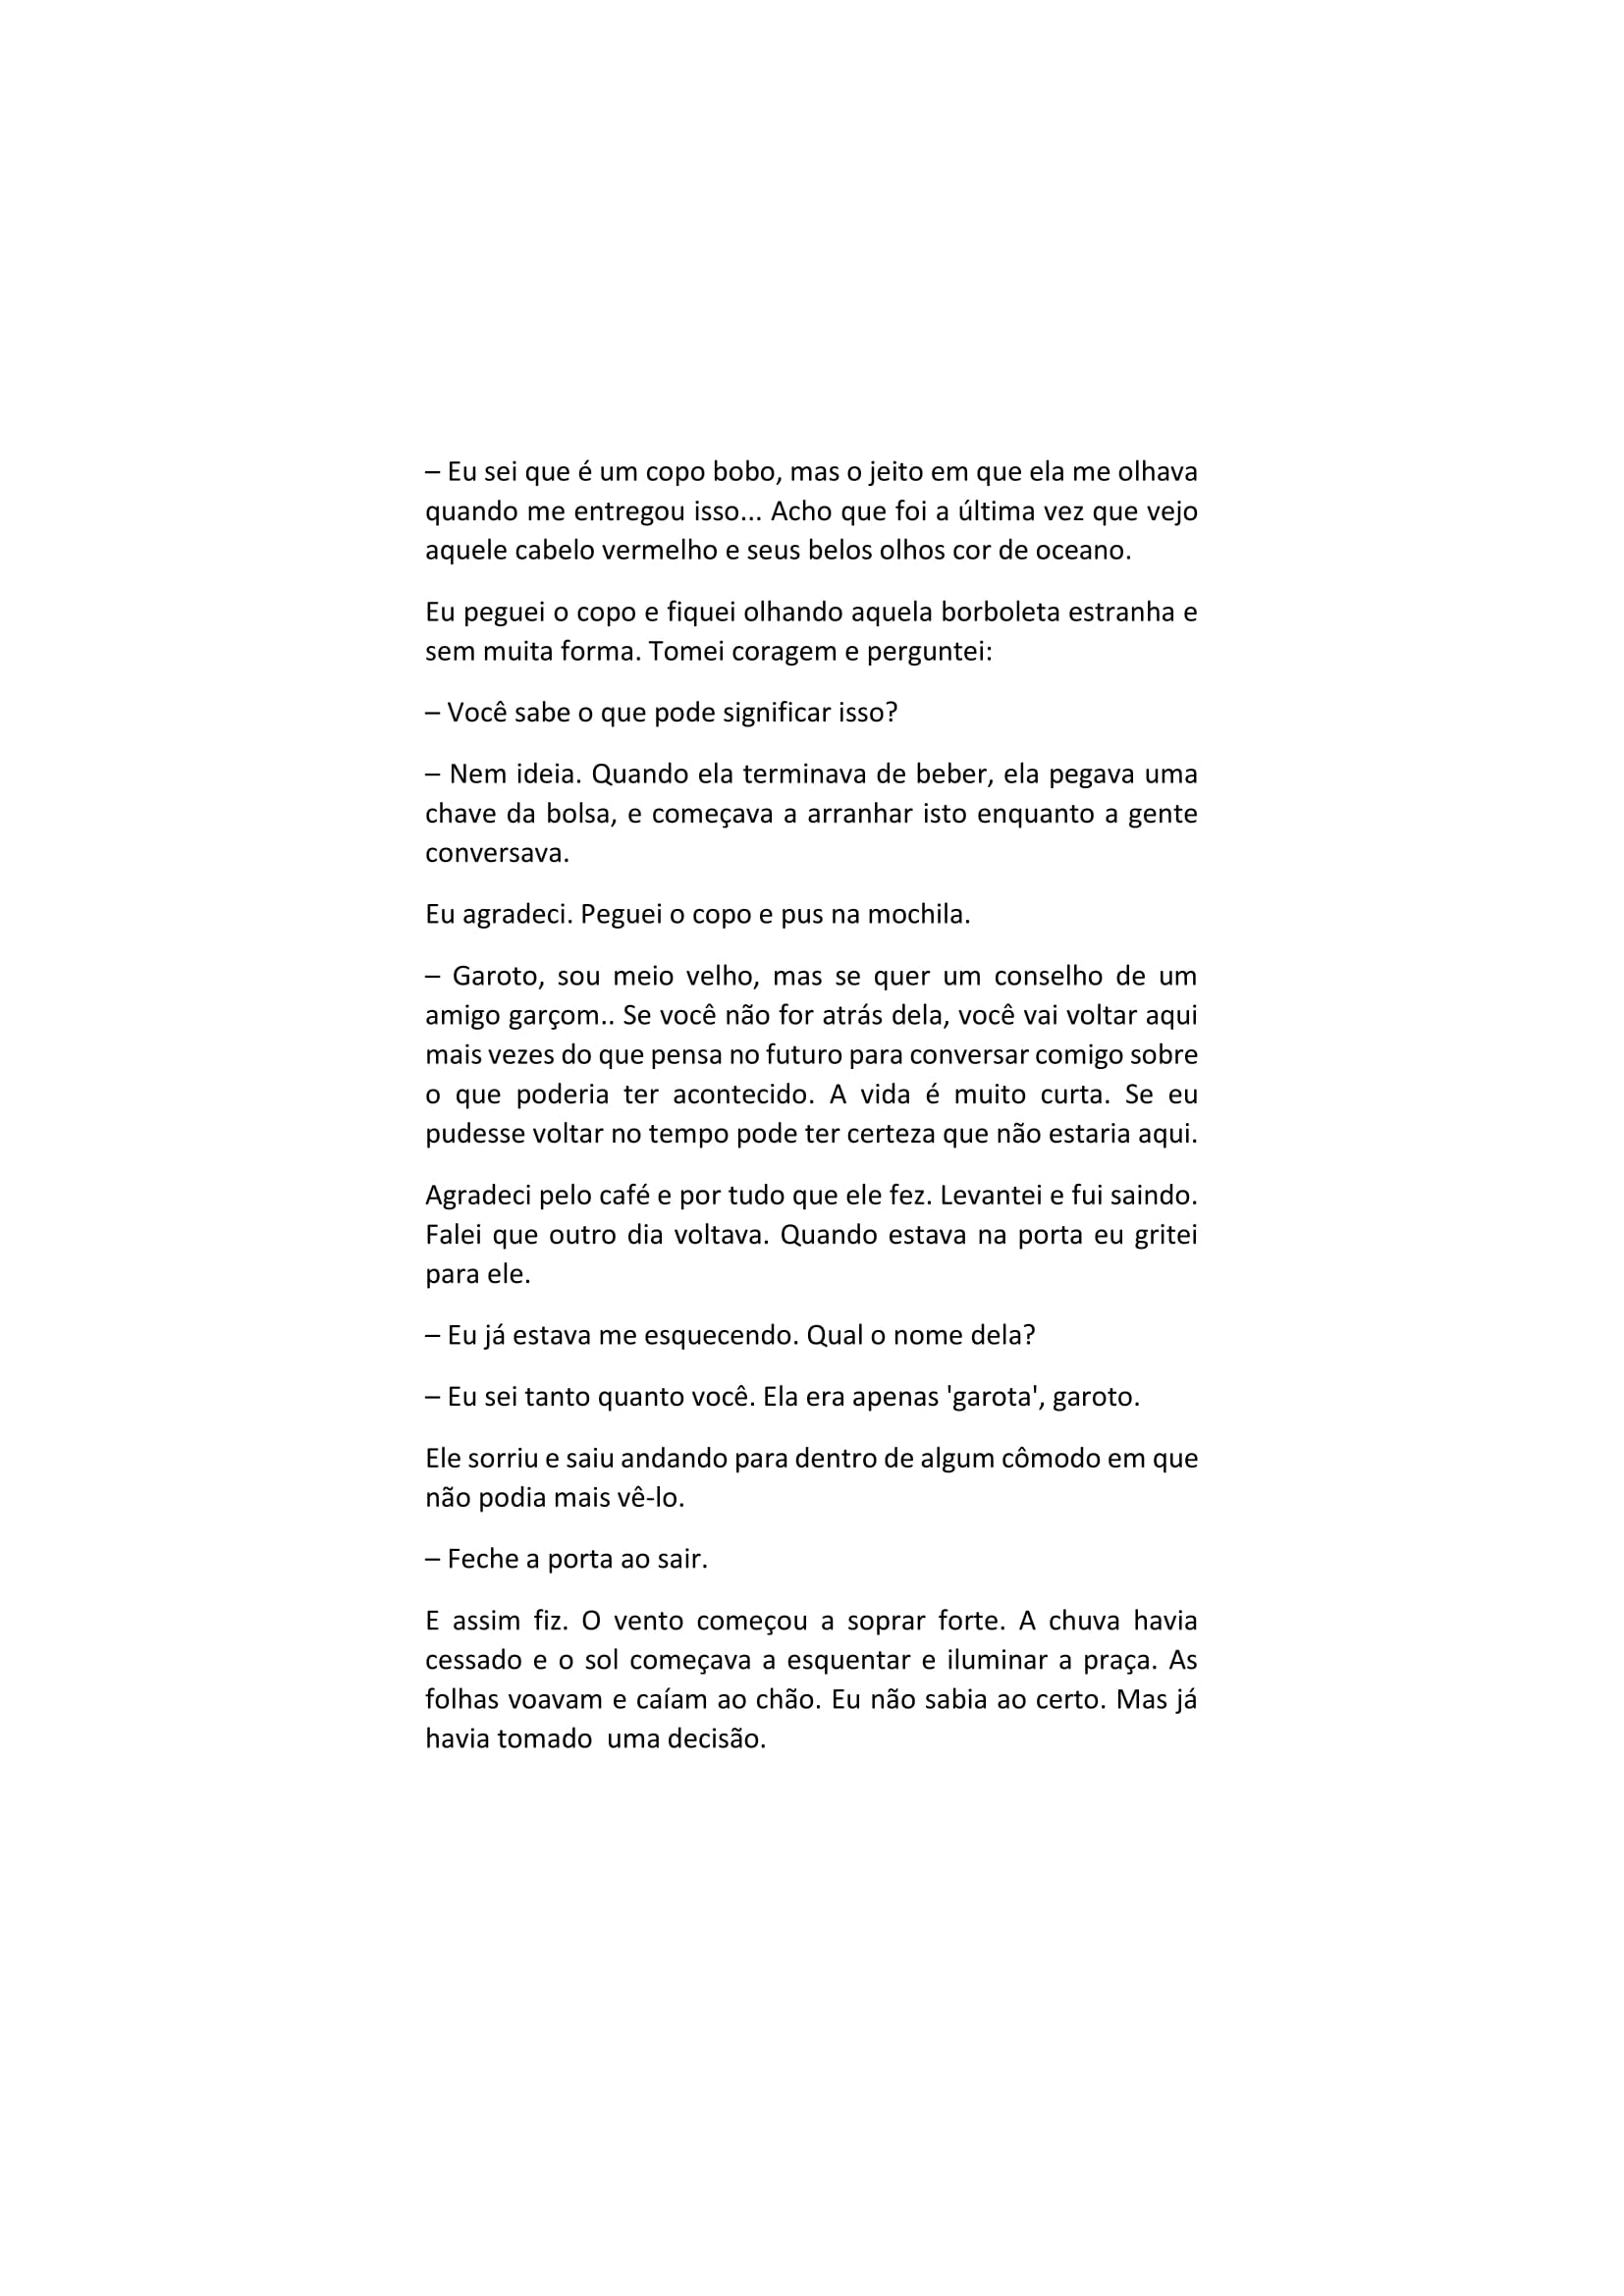 – Eu sei que é um copo bobo, mas o jeito em que ela me olhava
quando me entregou isso... Acho que foi a última vez que vejo
aquele cabelo vermelho e seus belos olhos cor de oceano.
Eu peguei o copo e fiquei olhando aquela borboleta estranha e
sem muita forma. Tomei coragem e perguntei:
– Você sabe o que pode significar isso?
– Nem ideia. Quando ela terminava de beber, ela pegava uma
chave da bolsa, e começava a arranhar isto enquanto a gente
conversava.
Eu agradeci. Peguei o copo e pus na mochila.
– Garoto, sou meio velho, mas se quer um conselho de um
amigo garçom.. Se você não for atrás dela, você vai voltar aqui
mais vezes do que pensa no futuro para conversar comigo sobre
o que poderia ter acontecido. A vida é muito curta. Se eu
pudesse voltar no tempo pode ter certeza que não estaria aqui.
Agradeci pelo café e por tudo que ele fez. Levantei e fui saindo.
Falei que outro dia voltava. Quando estava na porta eu gritei
para ele.
– Eu já estava me esquecendo. Qual o nome dela?
– Eu sei tanto quanto você. Ela era apenas 'garota', garoto.
Ele sorriu e saiu andando para dentro de algum cômodo em que
não podia mais vê-lo.
– Feche a porta ao sair.
E assim fiz. O vento começou a soprar forte. A chuva havia
cessado e o sol começava a esquentar e iluminar a praça. As
folhas voavam e caíam ao chão. Eu não sabia ao certo. Mas já
havia tomado  uma decisão.